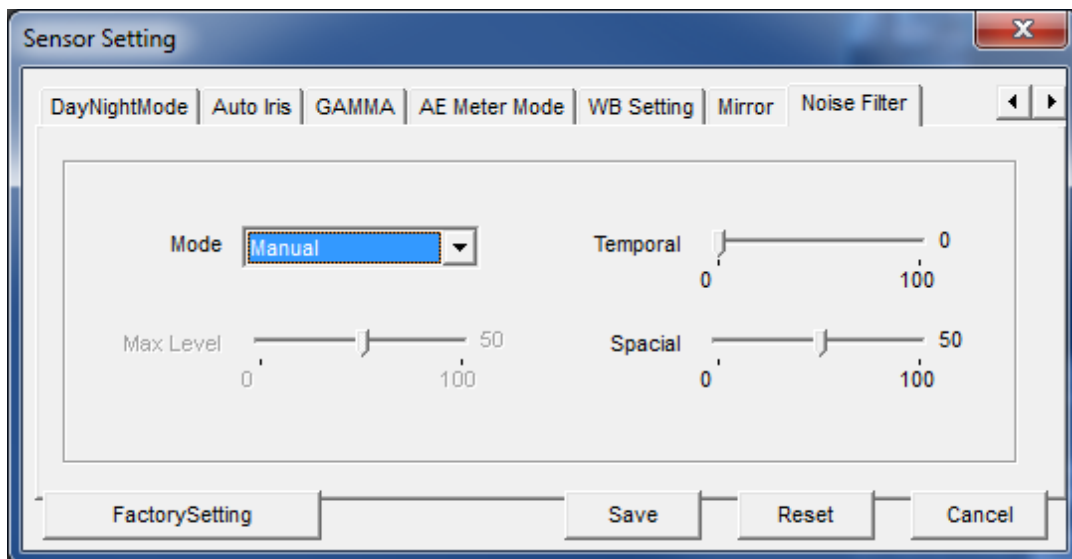 Sensor Setting
DayNightMode Auto Iris GAMMA AE Meter Mode WB Setting Mirror Noise Filter
Mode Manual Temporal 0
0 100
Max Level 50 Spacial 50
0 100 0 100
FactorySetting Save Reset Cancel